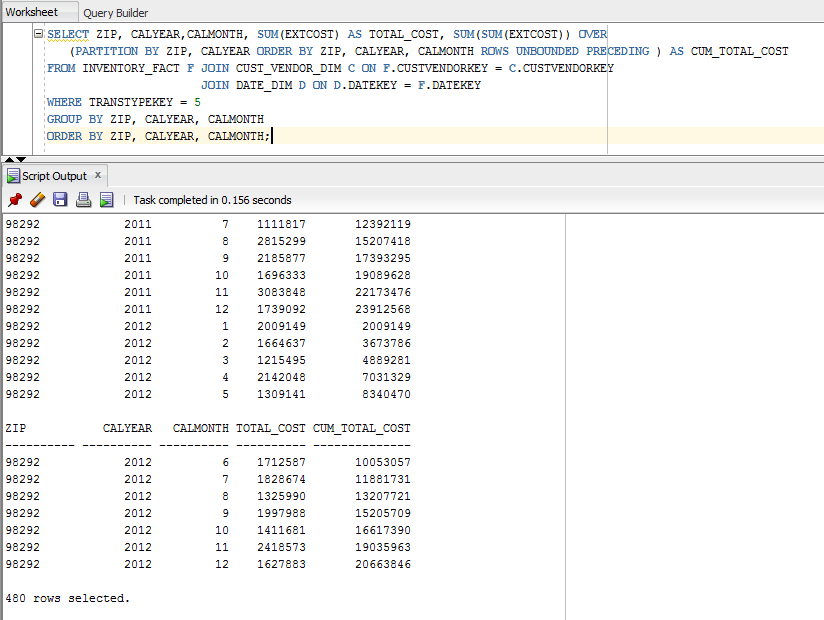 Worksheet Query Builder
SELECT ZIP, CALYEAR,CALMONTH, SUM(EXTCOST) AS TOTAL_COST, SUM(SUM(EXTCOST)) OVER
(PARTITION BY ZIP, CALYEAR ORDER BY ZIP, CALYEAR, CALMONTH ROWS UNBOUNDED PRECEDING ) AS CUM_TOTAL_COST
FROM INVENTORY_FACT F JOIN CUST_VENDOR_DIM C ON F.CUSTVENDORKEY = C.CUSTVENDORKEY
JOIN DATE_DIM D ON D.DATEKEY = F.DATEKEY
WHERE TRANSTYPEKEY = 5
GROUP BY ZIP, CALYEAR, CALMONTH
ORDER BY ZIP, CALYEAR, CALMONTH;
Script Output x
Task completed in 0.156 seconds
98292 2011 7 1111817 12392119
98292 2011 8 2815299 15207418
98292 2011 9 2185877 17393295
98292 2011 10 1696333 19089628
98292 2011 11 3083848 22173476
98292 2011 12 1739092 23912568
98292 2012 1 2009149 2009149
98292 2012 2 1664637 3673786
98292 2012 3 1215495 4889281
98292 2012 4 2142048 7031329
98292 2012 5 1309141 8340470
ZIP CALYEAR CALMONTH TOTAL_COST CUM_TOTAL_COST
---------- ---------- ---------- ---------- --------------
98292 2012 6 1712587 10053057
98292 2012 7 1828674 11881731
98292 2012 8 1325990 13207721
98292 2012 9 1997988 15205709
98292 2012 10 1411681 16617390
98292 2012 11 2418573 19035963
98292 2012 12 1627883 20663846
480 rows selected.